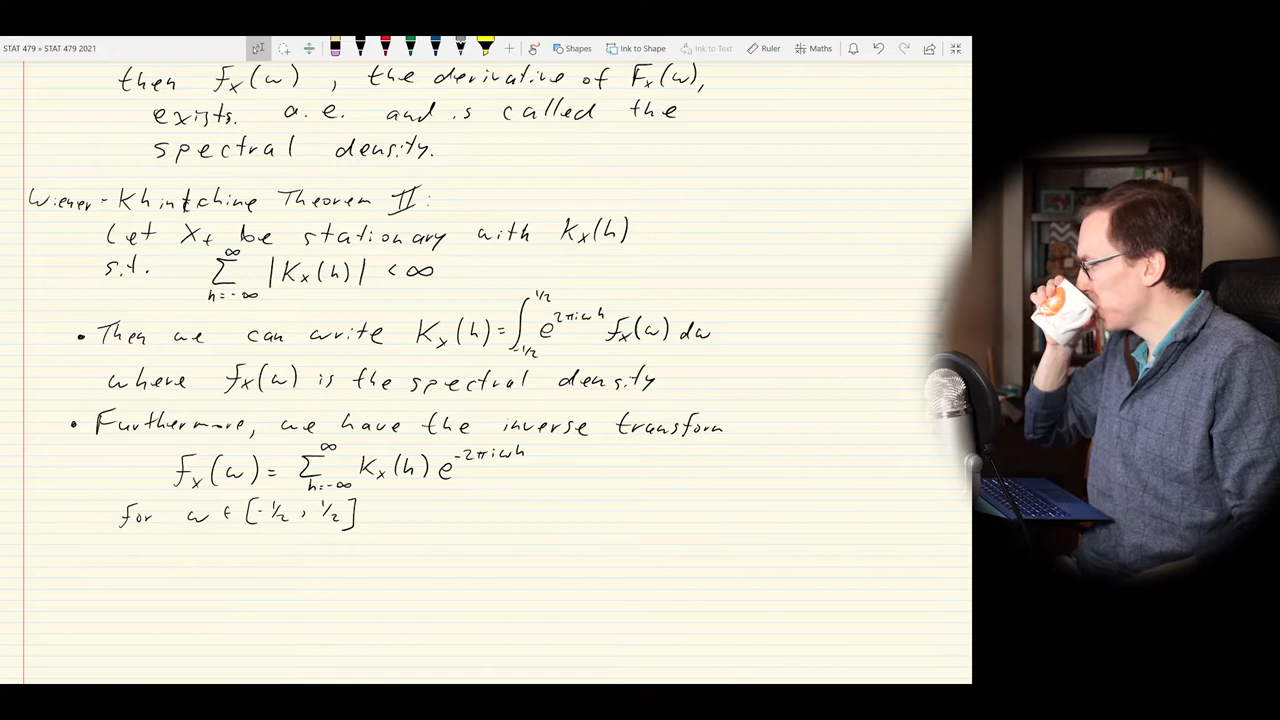 STAT 479 » STAT 479 2021
Shapes Ink to Shape Ink to Text Ruler Maths
then fₓ(ω), the derivative of Fₓ(ω),
exists. a.e. and is called the
spectral density.
Wiener-Khintchine Theorem II:
Let Xₜ be stationary with Kₓ(h)
s.t. ∑_{h=-∞}^{∞} |Kₓ(h)| < ∞
• Then we can write Kₓ(h) = ∫_{-1/2}^{1/2} e^{2πiωh} fₓ(ω) dω
where fₓ(ω) is the spectral density
• Furthermore, we have the inverse transform
fₓ(ω) = ∑_{h=-∞}^{∞} Kₓ(h) e^{-2πiωh}
for ω ∈ [-1/2, 1/2]